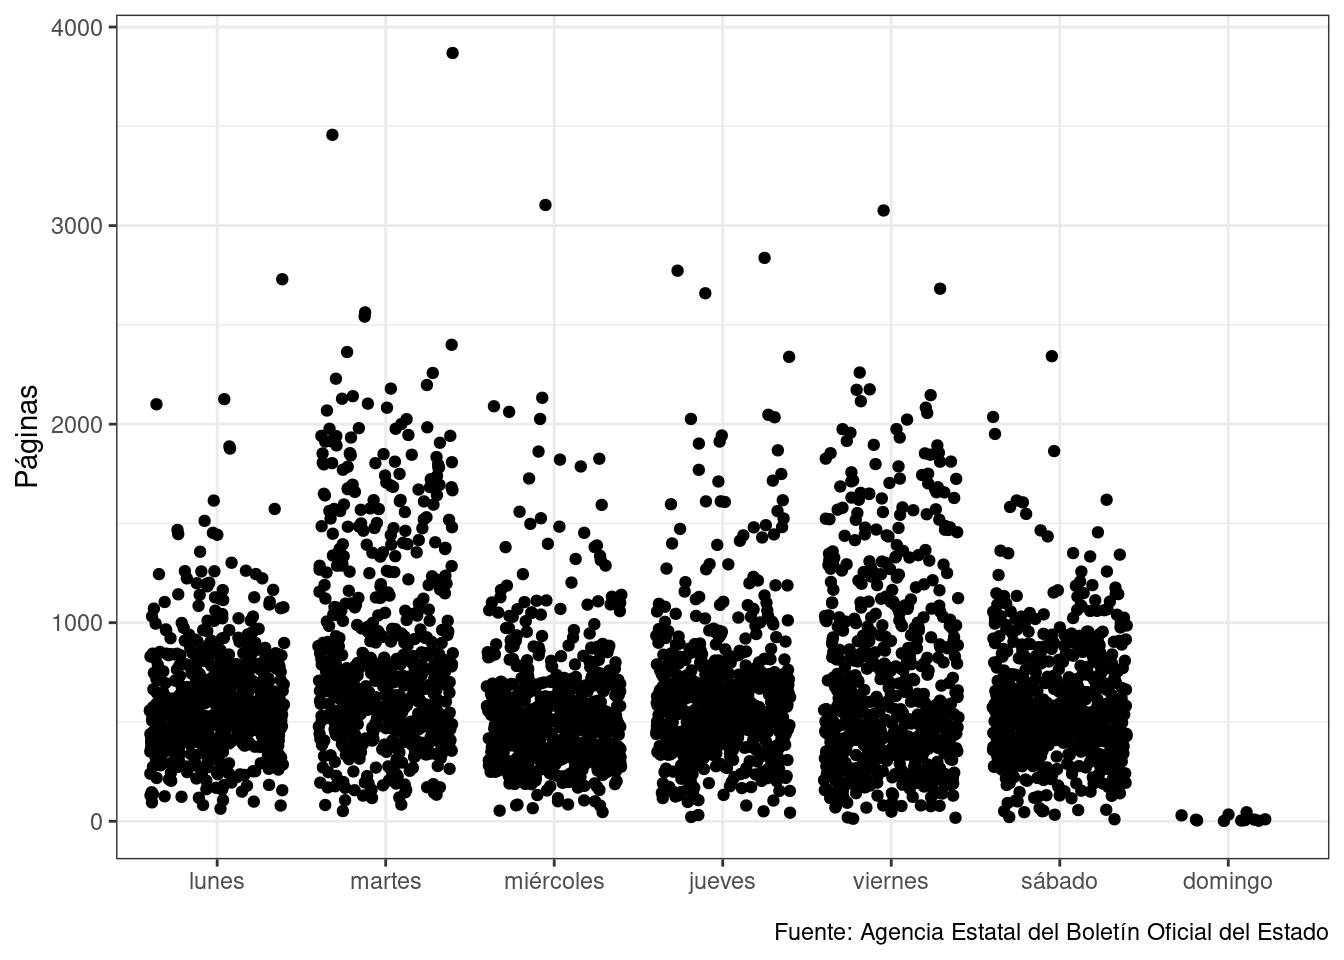 Páginas
4000
3000
2000
1000
0
lunes martes miércoles jueves viernes sábado domingo
Fuente: Agencia Estatal del Boletín Oficial del Estado